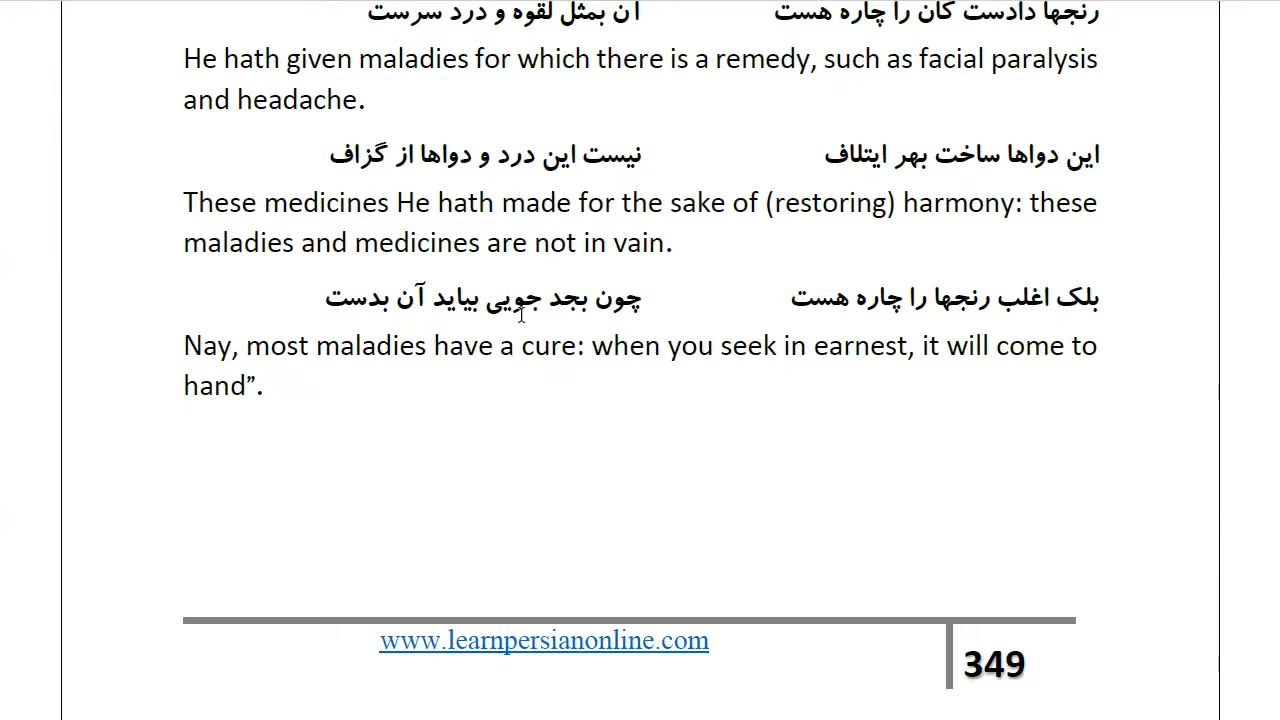 رنجها دادست کان را چاره هست آن بمثل لقوه و درد سرست
He hath given maladies for which there is a remedy, such as facial paralysis
and headache.
این دواها ساخت بهر ایتلاف نیست این درد و دواها از گزاف
These medicines He hath made for the sake of (restoring) harmony: these
maladies and medicines are not in vain.
بلک اغلب رنجها را چاره هست چون بجد جویی بیاید آن بدست
Nay, most maladies have a cure: when you seek in earnest, it will come to
hand”.
www.learnpersianonline.com
349